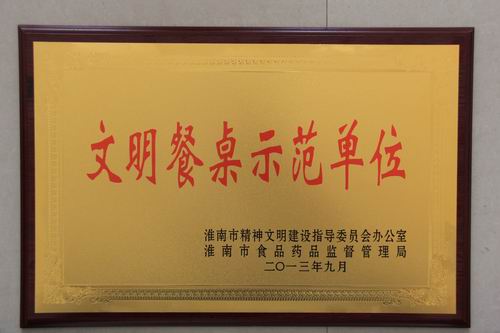 文明餐桌示范单位
淮南市精神文明建设指导委员会办公室
淮南市食品药品监督管理局
二〇一三年九月